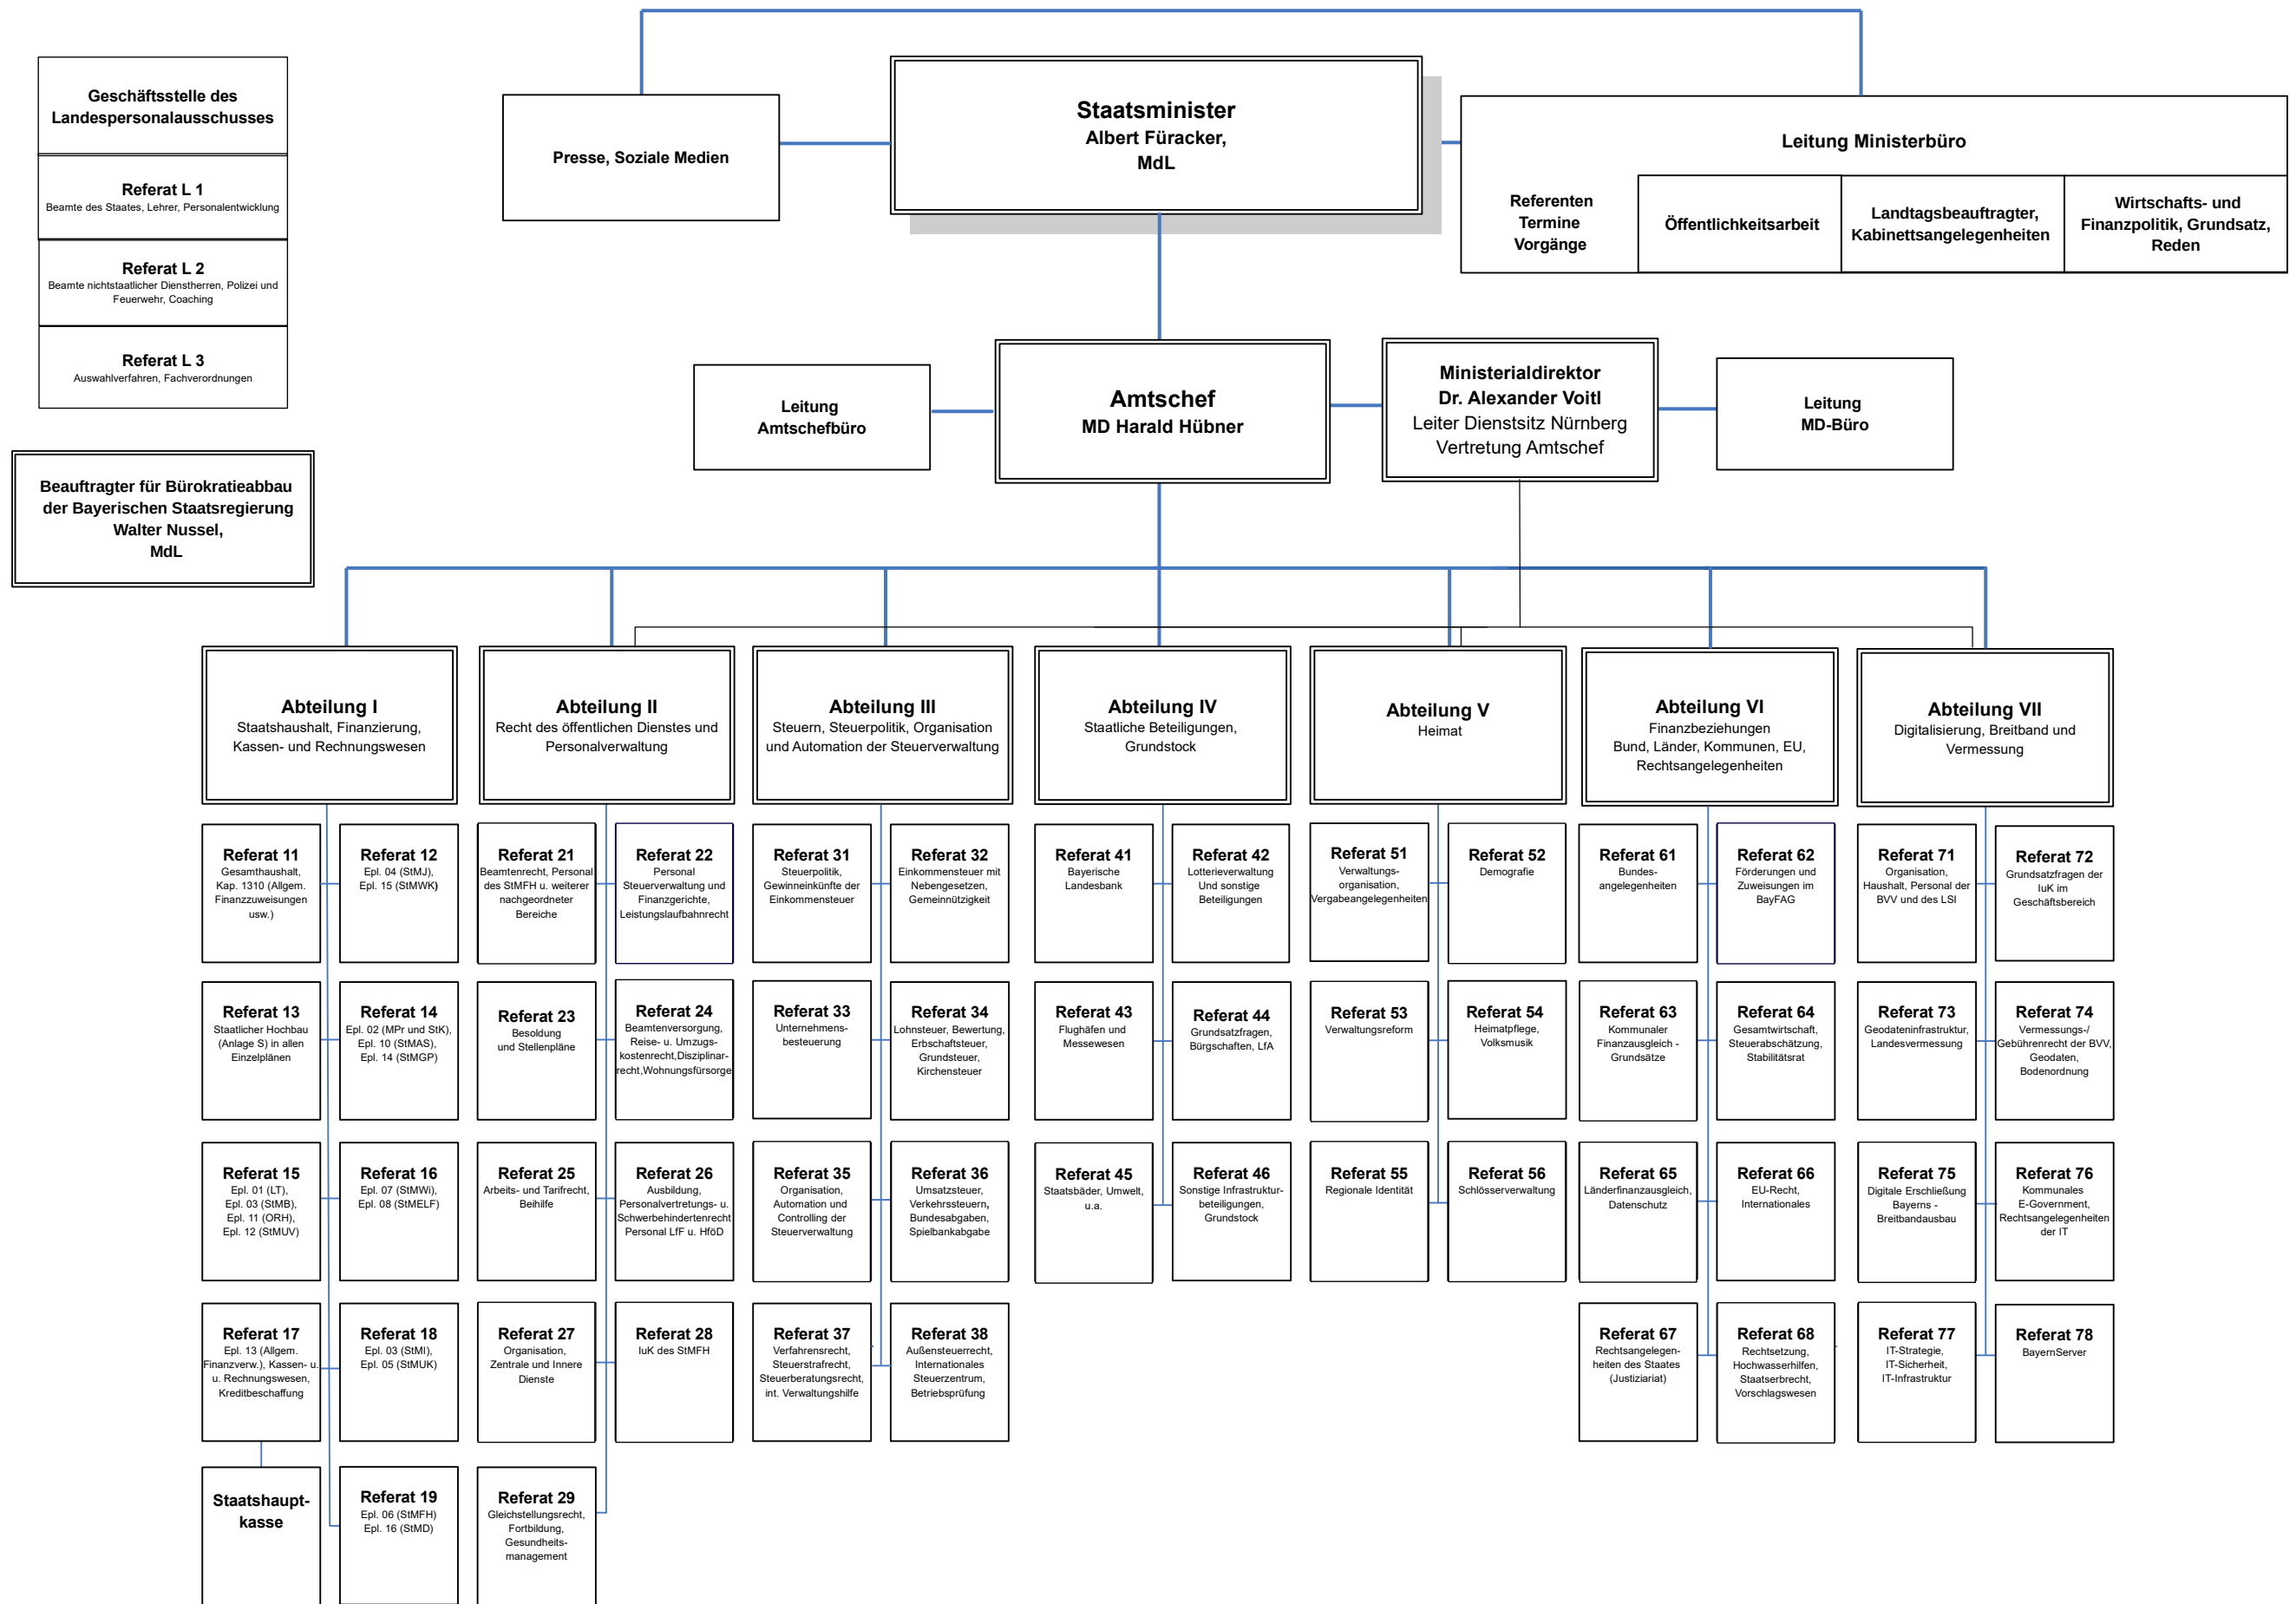 Geschäftsstelle des
Landespersonalausschusses
Referat L 1
Beamte des Staates, Lehrer, Personalentwicklung
Referat L 2
Beamte nichtstaatlicher Dienstherren, Polizei und
Feuerwehr, Coaching
Referat L 3
Auswahlverfahren, Fachverordnungen
Beauftragter für Bürokratieabbau
der Bayerischen Staatsregierung
Walter Nussel,
MdL
Presse, Soziale Medien
Staatsminister
Albert Füracker,
MdL
Leitung Ministerbüro
Referenten
Termine
Vorgänge
Öffentlichkeitsarbeit
Landtagsbeauftragter,
Kabinettsangelegenheiten
Wirtschafts- und
Finanzpolitik, Grundsatz,
Reden
Leitung
Amtschefbüro
Amtschef
MD Harald Hübner
Ministerialdirektor
Dr. Alexander Voitl
Leiter Dienstsitz Nürnberg
Vertretung Amtschef
Leitung
MD-Büro
Abteilung I
Staatshaushalt, Finanzierung,
Kassen- und Rechnungswesen
Abteilung II
Recht des öffentlichen Dienstes und
Personalverwaltung
Abteilung III
Steuern, Steuerpolitik, Organisation
und Automation der Steuerverwaltung
Abteilung IV
Staatliche Beteiligungen,
Grundstock
Abteilung V
Heimat
Abteilung VI
Finanzbeziehungen
Bund, Länder, Kommunen, EU,
Rechtsangelegenheiten
Abteilung VII
Digitalisierung, Breitband und
Vermessung
Referat 11
Gesamthaushalt,
Kap. 1310 (Allgem.
Finanzzuweisungen
usw.)
Referat 12
Epl. 04 (StMJ),
Epl. 15 (StMWK)
Referat 21
Beamtenrecht, Personal
des StMFH u. weiterer
nachgeordneter
Bereiche
Referat 22
Personal
Steuerverwaltung und
Finanzgerichte,
Leistungslaufbahnrecht
Referat 31
Steuerpolitik,
Gewinneinkünfte der
Einkommensteuer
Referat 32
Einkommensteuer mit
Nebengesetzen,
Gemeinnützigkeit
Referat 41
Bayerische
Landesbank
Referat 42
Lotterieverwaltung
Und sonstige
Beteiligungen
Referat 51
Verwaltungs-
organisation,
Vergabeangelegenheiten
Referat 52
Demografie
Referat 61
Bundes-
angelegenheiten
Referat 62
Förderungen und
Zuweisungen im
BayFAG
Referat 71
Organisation,
Haushalt, Personal der
BVV und des LSI
Referat 72
Grundsatzfragen der
IuK im
Geschäftsbereich
Referat 13
Staatlicher Hochbau
(Anlage S) in allen
Einzelplänen
Referat 14
Epl. 02 (MPr und StK),
Epl. 10 (StMAS),
Epl. 14 (StMGP)
Referat 23
Besoldung
und Stellenpläne
Referat 24
Beamtenversorgung,
Reise- u. Umzugs-
kostenrecht,Disziplinar-
recht,Wohnungsfürsorge
Referat 33
Unternehmens-
besteuerung
Referat 34
Lohnsteuer, Bewertung,
Erbschaftsteuer,
Grundsteuer,
Kirchensteuer
Referat 43
Flughäfen und
Messewesen
Referat 44
Grundsatzfragen,
Bürgschaften, LfA
Referat 53
Verwaltungsreform
Referat 54
Heimatpflege,
Volksmusik
Referat 63
Kommunaler
Finanzausgleich -
Grundsätze
Referat 64
Gesamtwirtschaft,
Steuerabschätzung,
Stabilitätsrat
Referat 73
Geodateninfrastruktur,
Landesvermessung
Referat 74
Vermessungs-/
Gebührenrecht der BVV,
Geodaten,
Bodenordnung
Referat 15
Epl. 01 (LT),
Epl. 03 (StMB),
Epl. 11 (ORH),
Epl. 12 (StMUV)
Referat 16
Epl. 07 (StMWi)
Epl. 08 (StMELF)
Referat 25
Arbeits- und Tarifrecht,
Beihilfe
Referat 26
Ausbildung,
Personalvertretungs- u.
Schwerbehindertenrecht
Personal LfF u. HföD
Referat 35
Organisation,
Automation und
Controlling der
Steuerverwaltung
Referat 36
Umsatzsteuer,
Verkehrssteuern,
Bundesabgaben,
Spielbankabgabe
Referat 45
Staatsbäder, Umwelt,
u.a.
Referat 46
Sonstige Infrastruktur-
beteiligungen,
Grundstock
Referat 55
Regionale Identität
Referat 56
Schlösserverwaltung
Referat 65
Länderfinanzausgleich,
Datenschutz
Referat 66
EU-Recht,
Internationales
Referat 75
Digitale Erschließung
Bayerns -
Breitbandausbau
Referat 76
Kommunales
E-Government,
Rechtsangelegenheiten
der IT
Referat 17
Epl. 13 (Allgem.
Finanzverw.), Kassen- u.
u. Rechnungswesen,
Kreditbeschaffung
Referat 18
Epl. 03 (StMI),
Epl. 05 (StMUK)
Referat 27
Organisation,
Zentrale und Innere
Dienste
Referat 28
IuK des StMFH
Referat 37
Verfahrensrecht,
Steuerstrafrecht,
Steuerberatungsrecht,
int. Verwaltungshilfe
Referat 38
Außensteuerrecht,
Internationales
Steuerzentrum,
Betriebsprüfung
Referat 67
Rechtsangelegen-
heiten des Staates
(Justiziariat)
Referat 68
Rechtsetzung,
Hochwasserhilfen,
Staatserbrecht,
Vorschlagswesen
Referat 77
IT-Strategie,
IT-Sicherheit,
IT-Infrastruktur
Referat 78
BayernServer
Staatshaupt-
kasse
Referat 19
Epl. 06 (StMFH)
Epl. 16 (StMD)
Referat 29
Gleichstellungsrecht,
Fortbildung,
Gesundheits-
management